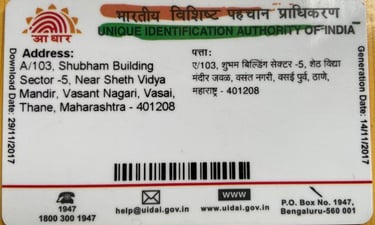 भारतीय विशिष्ट पहचान प्राधिकरण
UNIQUE IDENTIFICATION AUTHORITY OF INDIA
आधार
Address:
A/103, Shubham Building
Sector -5, Near Sheth Vidya
Mandir, Vasant Nagari, Vasai,
Thane, Maharashtra - 401208
पत्ता:
ए/103, शुभम बिल्डिंग सेक्टर -5, शेठ विद्या
मंदीर जवळ, वसंत नगरी, वसई पुर्व, ठाणे,
महाराष्ट्र - 401208
Download Date: 29/11/2017
Generation Date: 14/11/2017
1947
1800 300 1947
help@uidai.gov.in
www
www.uidai.gov.in
P.O. Box No. 1947,
Bengaluru-560 001